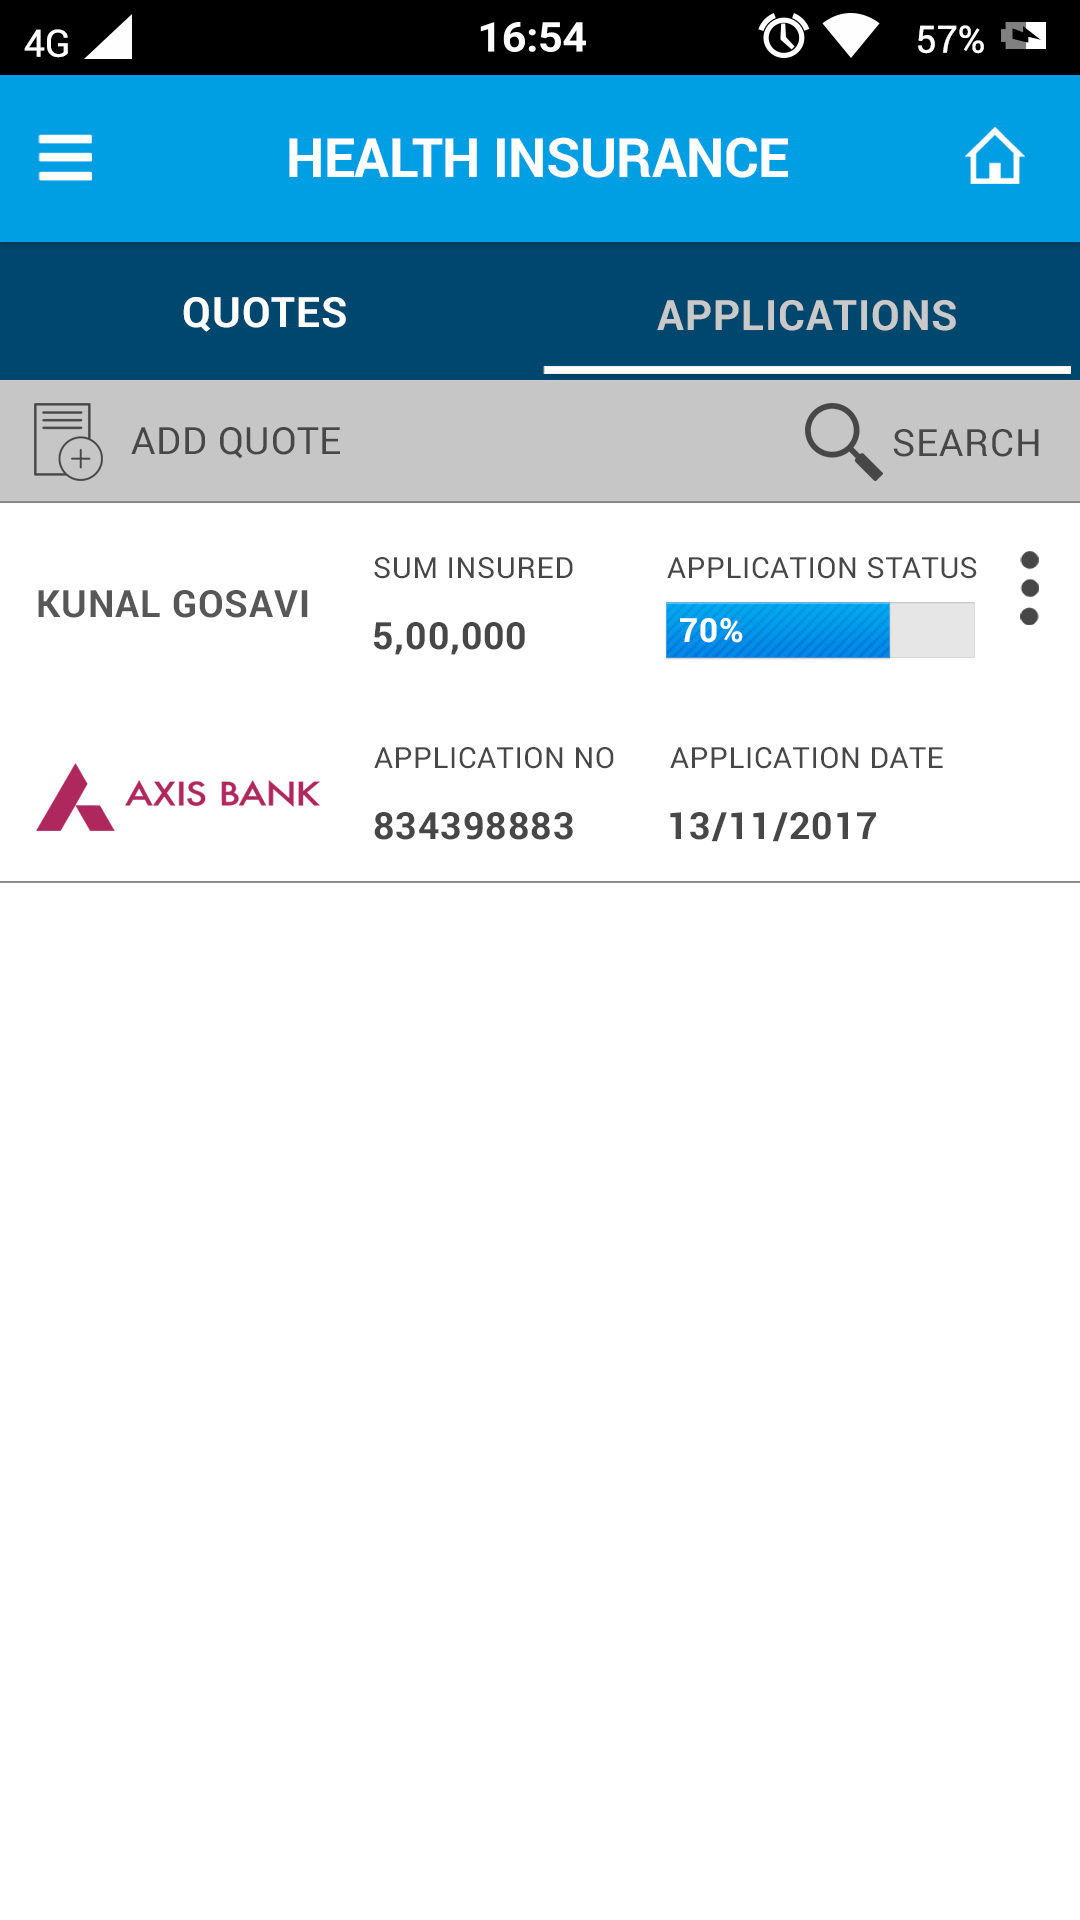 4G 16:54 57%
HEALTH INSURANCE
QUOTES APPLICATIONS
ADD QUOTE SEARCH
KUNAL GOSAVI
SUM INSURED
5,00,000
APPLICATION STATUS
70%
AXIS BANK
APPLICATION NO
834398883
APPLICATION DATE
13/11/2017